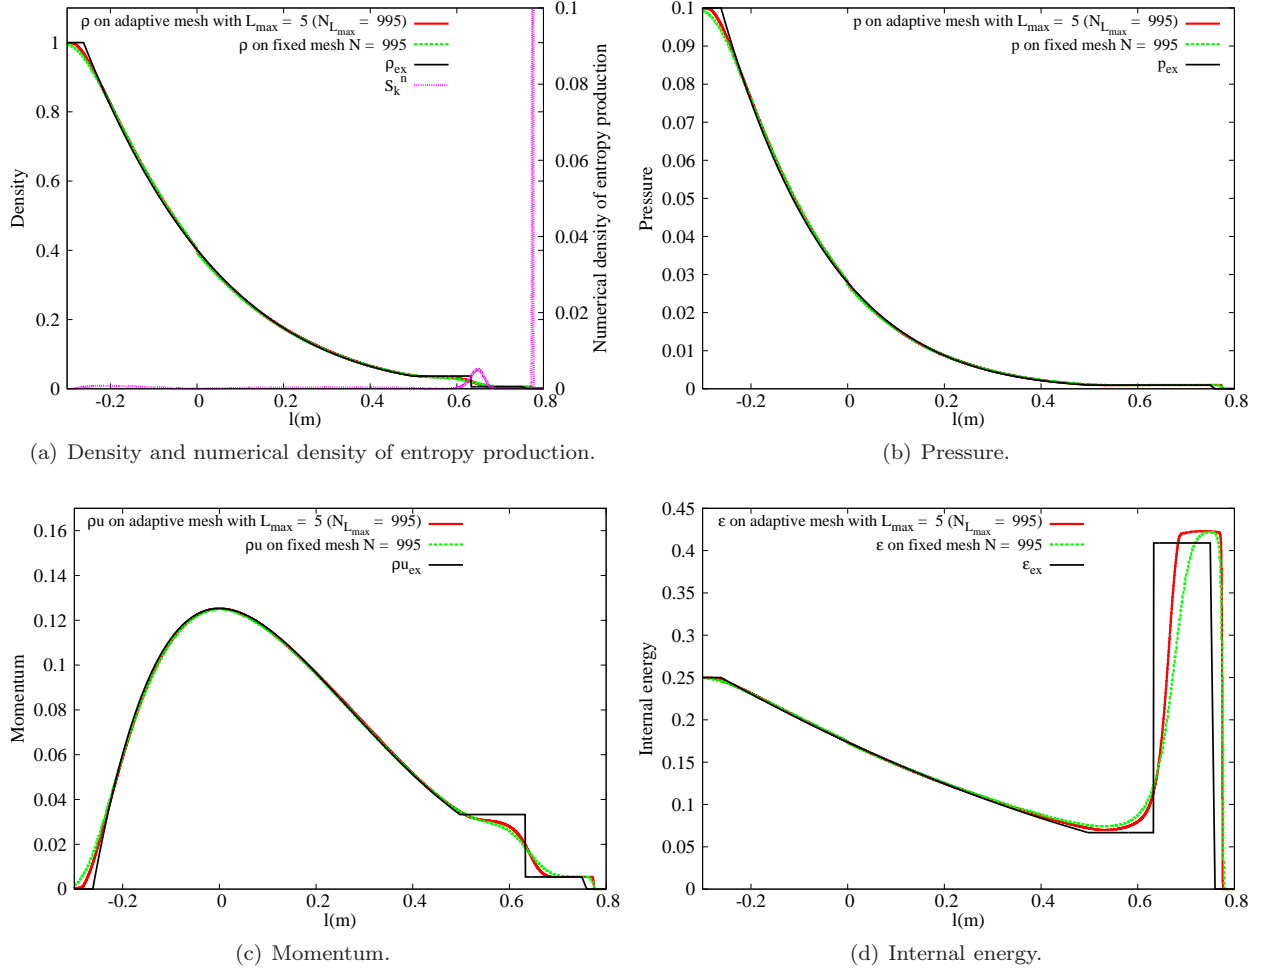 ρ on adaptive mesh with L_max = 5 (N_L_max = 995)
ρ on fixed mesh N = 995
ρ_ex
S_k^n
Density
Numerical density of entropy production
1
0.8
0.6
0.4
0.2
0
0.1
0.08
0.06
0.04
0.02
0
-0.2 0 0.2 0.4 0.6 0.8
l(m)
(a) Density and numerical density of entropy production.
p on adaptive mesh with L_max = 5 (N_L_max = 995)
p on fixed mesh N = 995
p_ex
Pressure
0.1
0.09
0.08
0.07
0.06
0.05
0.04
0.03
0.02
0.01
0
-0.2 0 0.2 0.4 0.6 0.8
l(m)
(b) Pressure.
ρu on adaptive mesh with L_max = 5 (N_L_max = 995)
ρu on fixed mesh N = 995
ρu_ex
Momentum
0.16
0.14
0.12
0.1
0.08
0.06
0.04
0.02
0
-0.2 0 0.2 0.4 0.6 0.8
l(m)
(c) Momentum.
ε on adaptive mesh with L_max = 5 (N_L_max = 995)
ε on fixed mesh N = 995
ε_ex
Internal energy
0.45
0.4
0.35
0.3
0.25
0.2
0.15
0.1
0.05
0
-0.2 0 0.2 0.4 0.6 0.8
l(m)
(d) Internal energy.